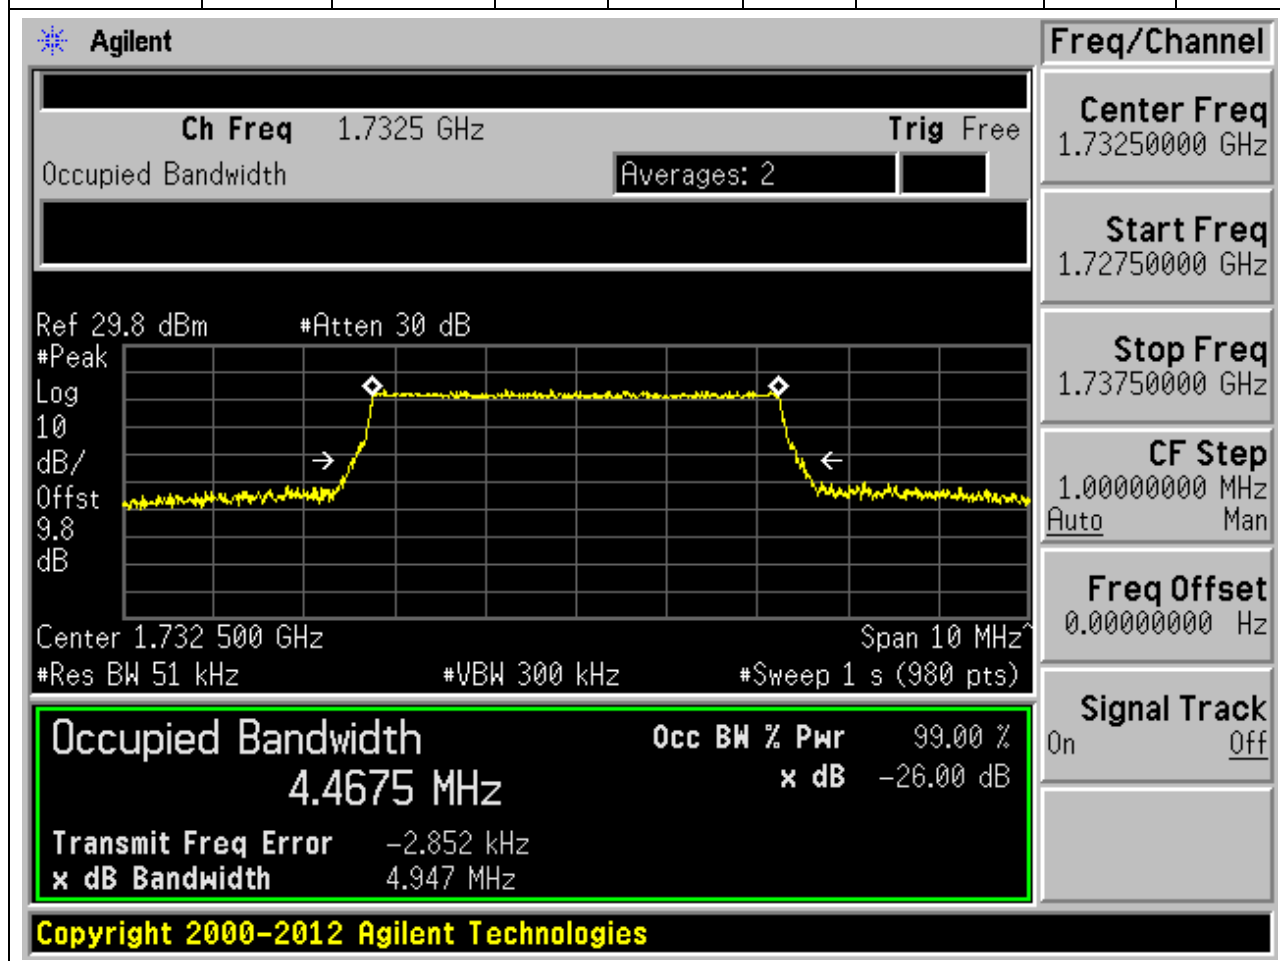 Agilent
Freq/Channel
Ch Freq 1.7325 GHz Trig Free
Occupied Bandwidth Averages: 2
Center Freq
1.73250000 GHz
Start Freq
1.72750000 GHz
Stop Freq
1.73750000 GHz
CF Step
1.00000000 MHz
Auto Man
Freq Offset
0.00000000 Hz
Signal Track
On Off
Ref 29.8 dBm #Atten 30 dB
#Peak
Log
10
dB/
Offst
9.8
dB
Center 1.732 500 GHz Span 10 MHz^
#Res BW 51 kHz #VBW 300 kHz #Sweep 1 s (980 pts)
Occupied Bandwidth Occ BW % Pwr 99.00 %
4.4675 MHz x dB -26.00 dB
Transmit Freq Error -2.852 kHz
x dB Bandwidth 4.947 MHz
Copyright 2000-2012 Agilent Technologies